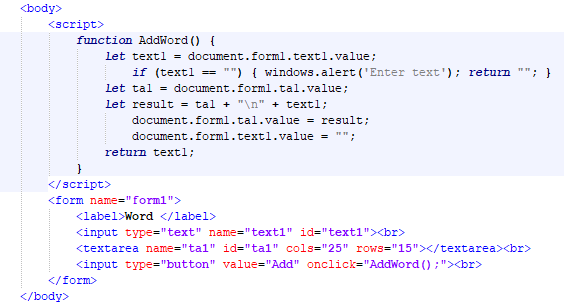 <body>
<script>
function AddWord() {
let text1 = document.form1.text1.value;
if (text1 == "") { windows.alert('Enter text'); return ""; }
let ta1 = document.form1.ta1.value;
let result = ta1 + "\n" + text1;
document.form1.ta1.value = result;
document.form1.text1.value = "";
return text1;
}
</script>
<form name="form1">
<label>Word </label>
<input type="text" name="text1" id="text1"><br>
<textarea name="ta1" id="ta1" cols="25" rows="15"></textarea><br>
<input type="button" value="Add" onclick="AddWord();"><br>
</form>
</body>